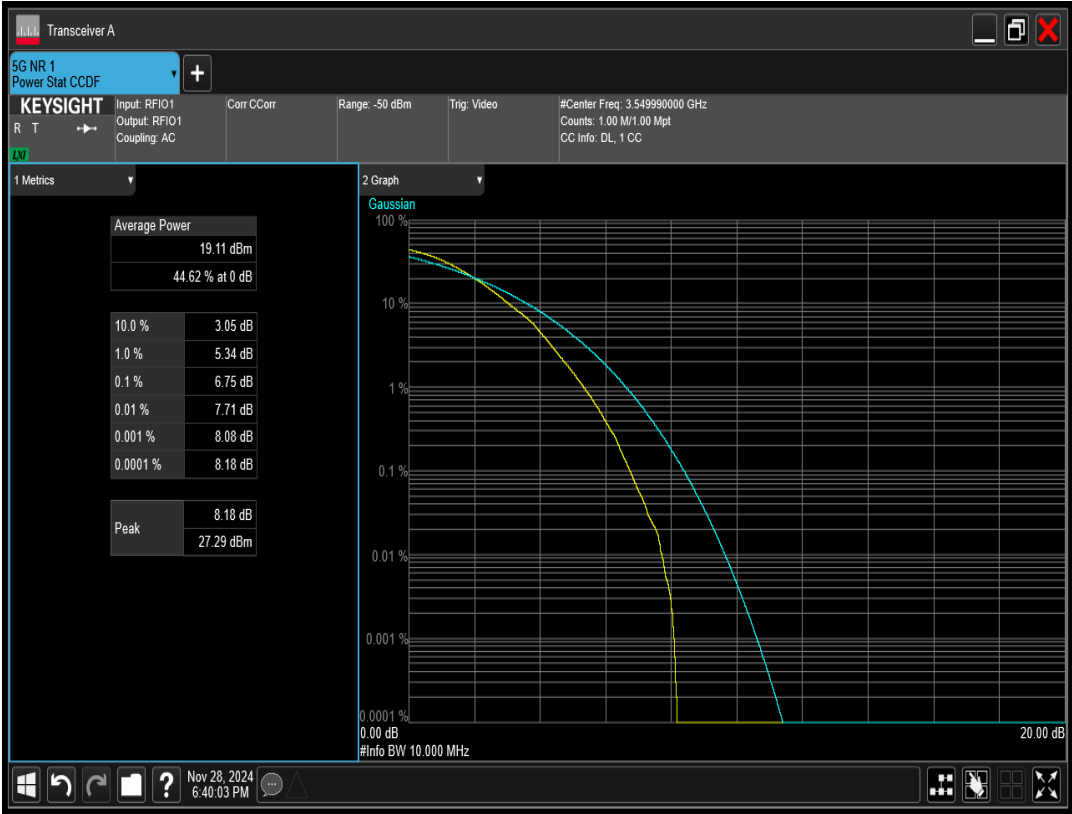 Transceiver A
5G NR 1
Power Stat CCDF
+
KEYSIGHT
R T
LXI
Input: RFIO1
Output: RFIO1
Coupling: AC
Corr CCorr
Range: -50 dBm
Trig: Video
#Center Freq: 3.549990000 GHz
Counts: 1.00 M/1.00 Mpt
CC Info: DL, 1 CC
1 Metrics
Average Power
19.11 dBm
44.62 % at 0 dB
10.0 % 3.05 dB
1.0 % 5.34 dB
0.1 % 6.75 dB
0.01 % 7.71 dB
0.001 % 8.08 dB
0.0001 % 8.18 dB
Peak
8.18 dB
27.29 dBm
2 Graph
Gaussian
100 %
10 %
1 %
0.1 %
0.01 %
0.001 %
0.0001 %
0.00 dB 20.00 dB
#Info BW 10.000 MHz
?
Nov 28, 2024
6:40:03 PM